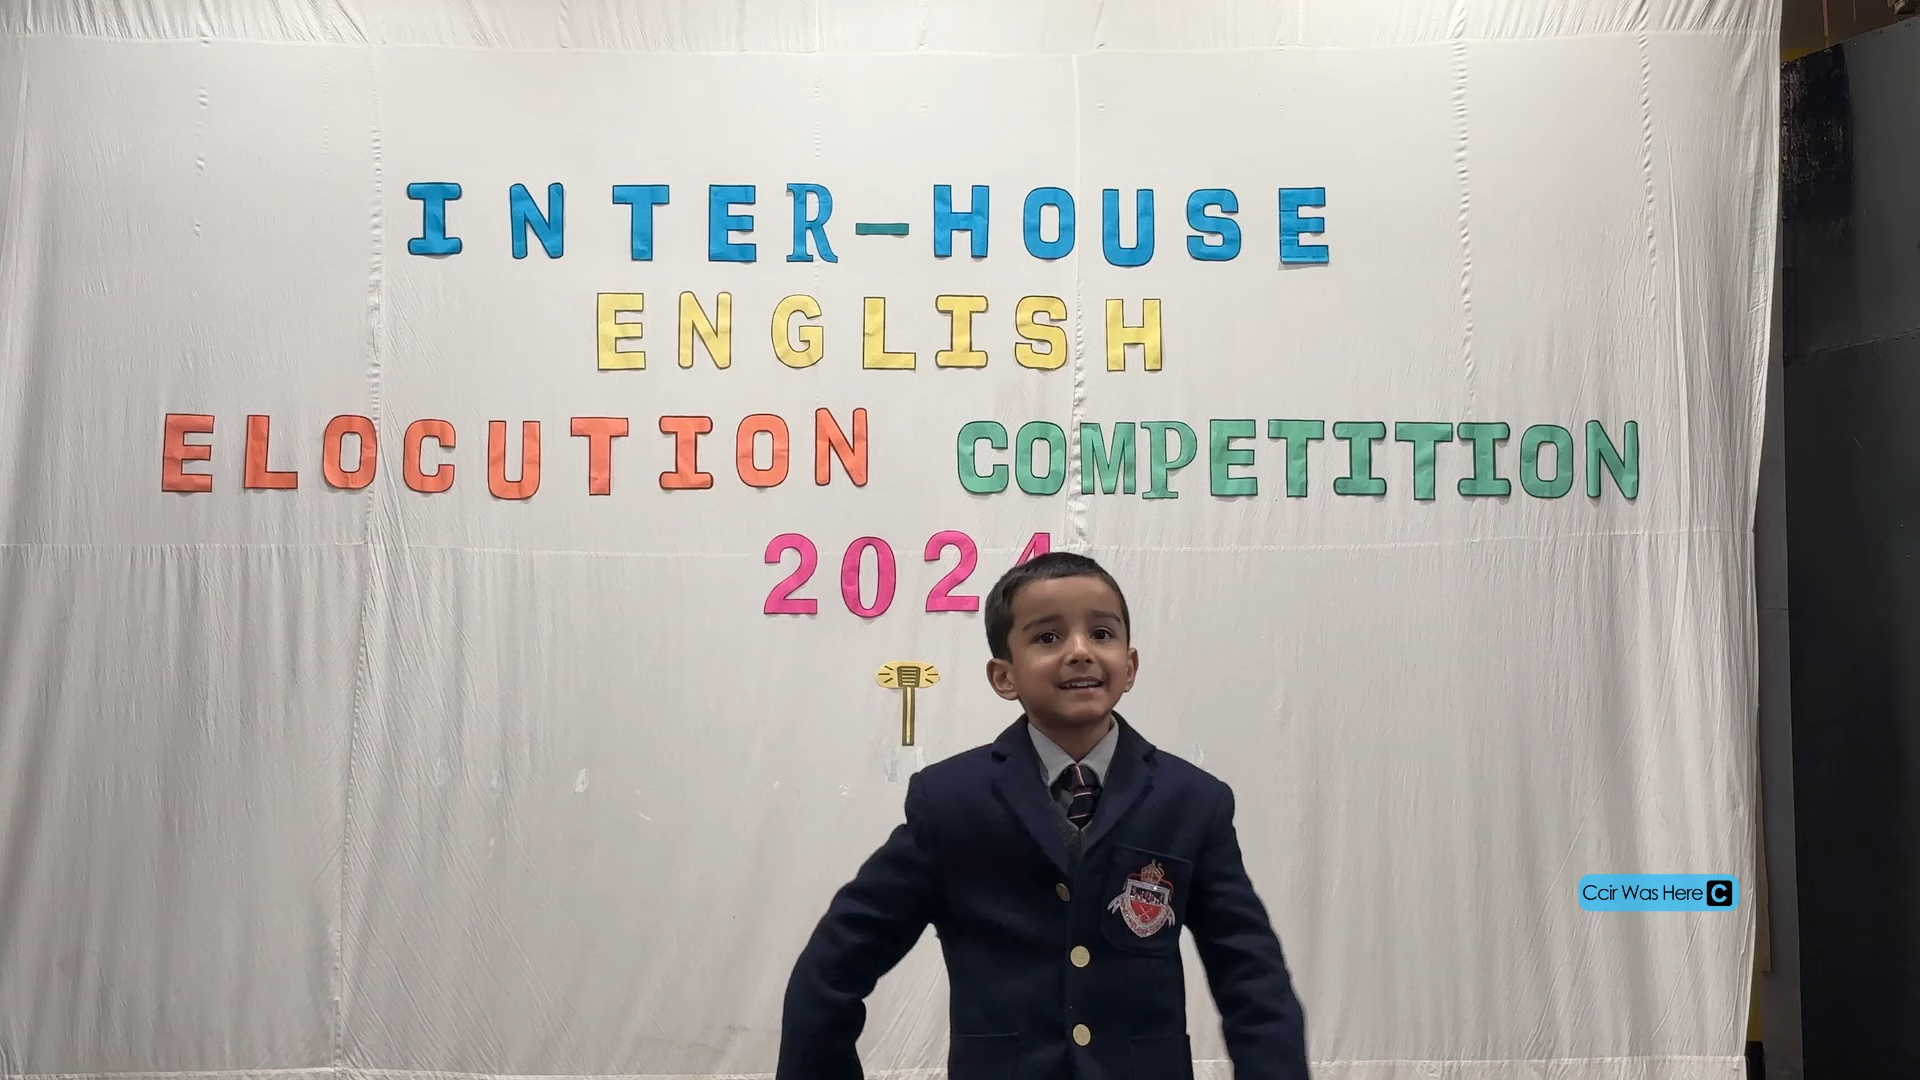 INTER-HOUSE
ENGLISH
ELOCUTION COMPETITION
2024
Ccir Was Here C